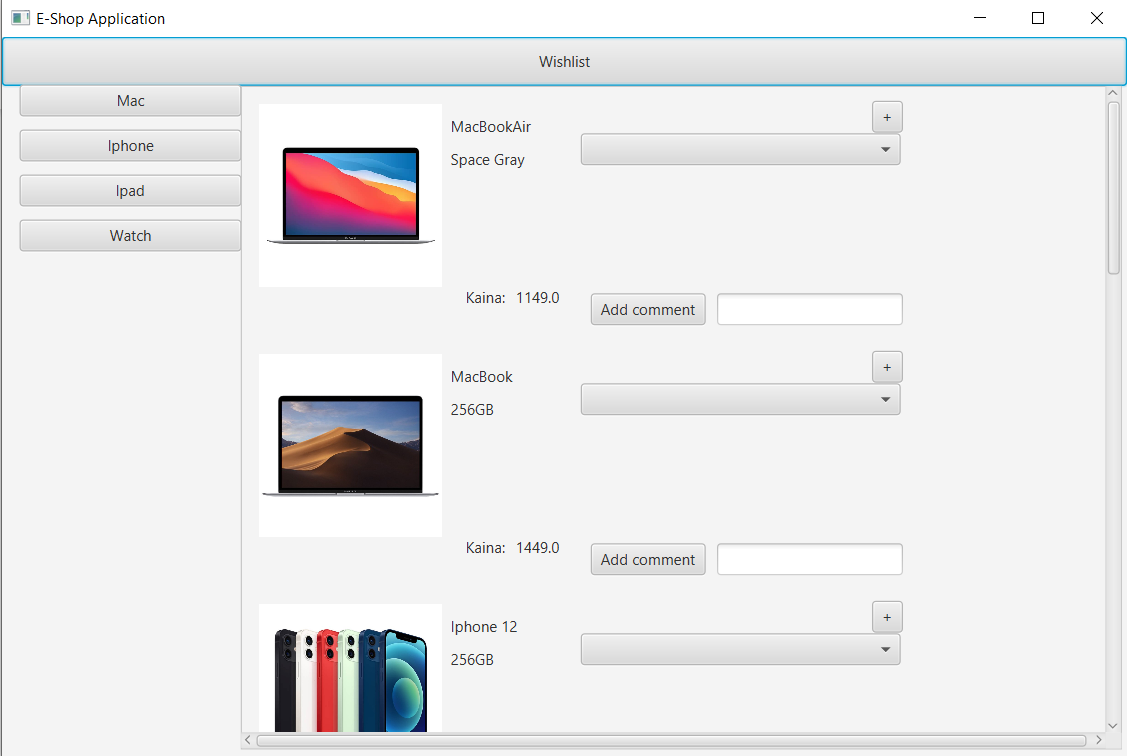 E-Shop Application
Wishlist
Mac
Iphone
Ipad
Watch
MacBookAir
+
Space Gray
Kaina: 1149.0
Add comment
MacBook
+
256GB
Kaina: 1449.0
Add comment
Iphone 12
+
256GB